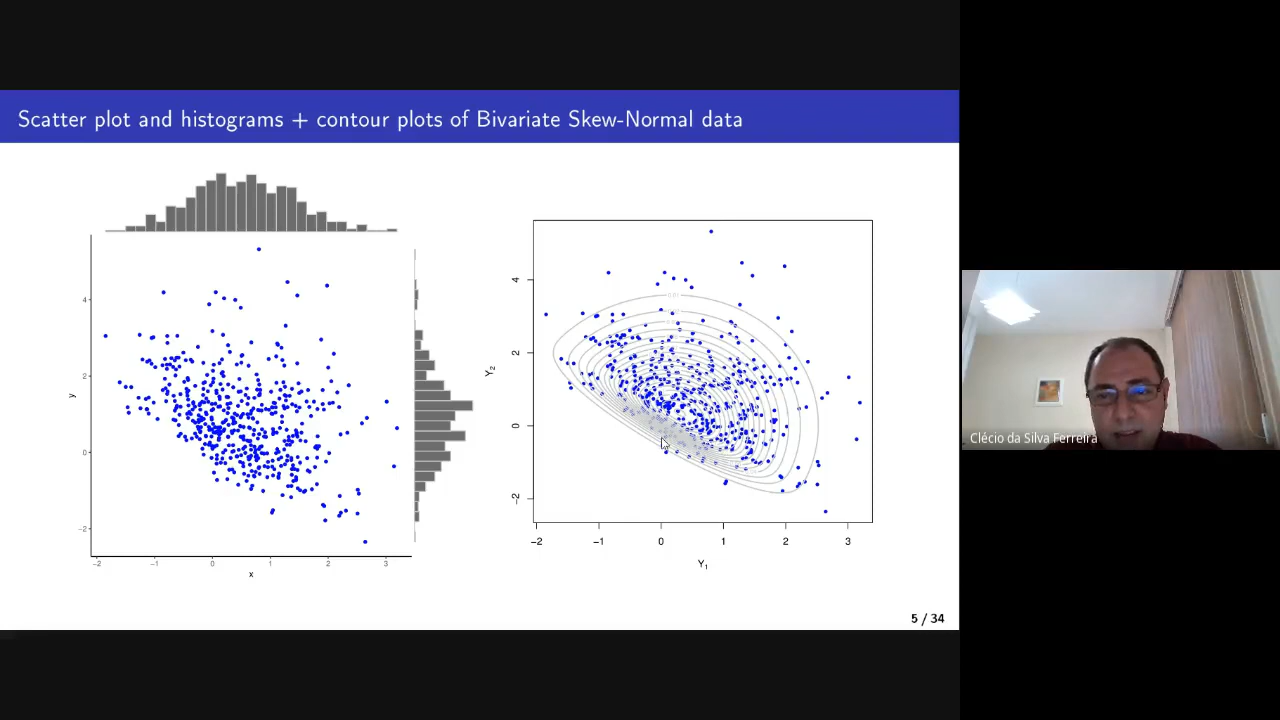 Scatter plot and histograms + contour plots of Bivariate Skew-Normal data
4
2
0
−2
y
−2 −1 0 1 2 3
x
4
2
0
−2
Y2
−2 −1 0 1 2 3
Y1
Clécio da Silva Ferreira
5 / 34